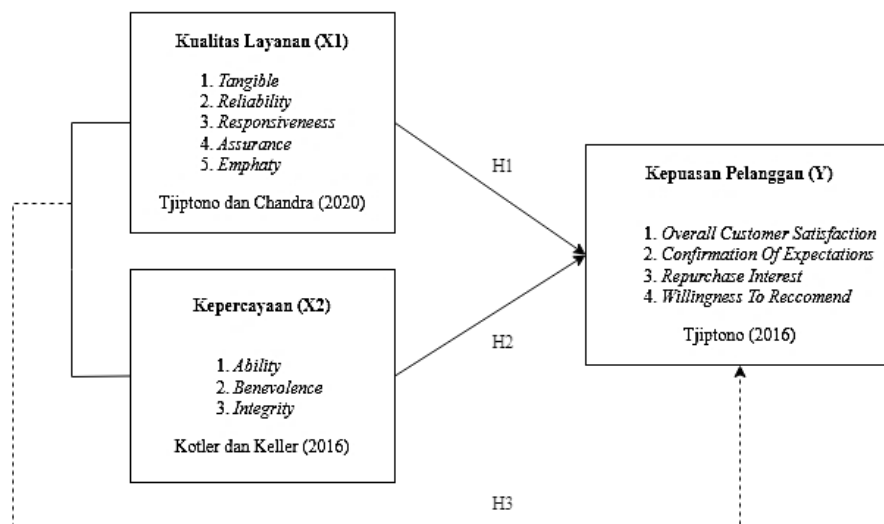 Kualitas Layanan (X1)
1. Tangible
2. Reliability
3. Responsiveneess
4. Assurance
5. Emphaty
Tjiptono dan Chandra (2020)
H1
Kepuasan Pelanggan (Y)
1. Overall Customer Satisfaction
2. Confirmation Of Expectations
3. Repurchase Interest
4. Willingness To Reccomend
Tjiptono (2016)
Kepercayaan (X2)
1. Ability
2. Benevolence
3. Integrity
Kotler dan Keller (2016)
H2
H3